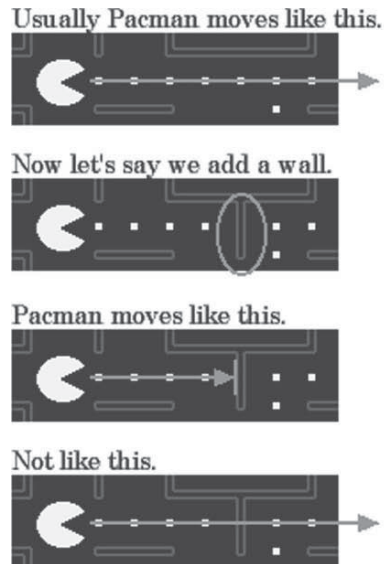 Usually Pacman moves like this.
Now let's say we add a wall.
Pacman moves like this.
Not like this.